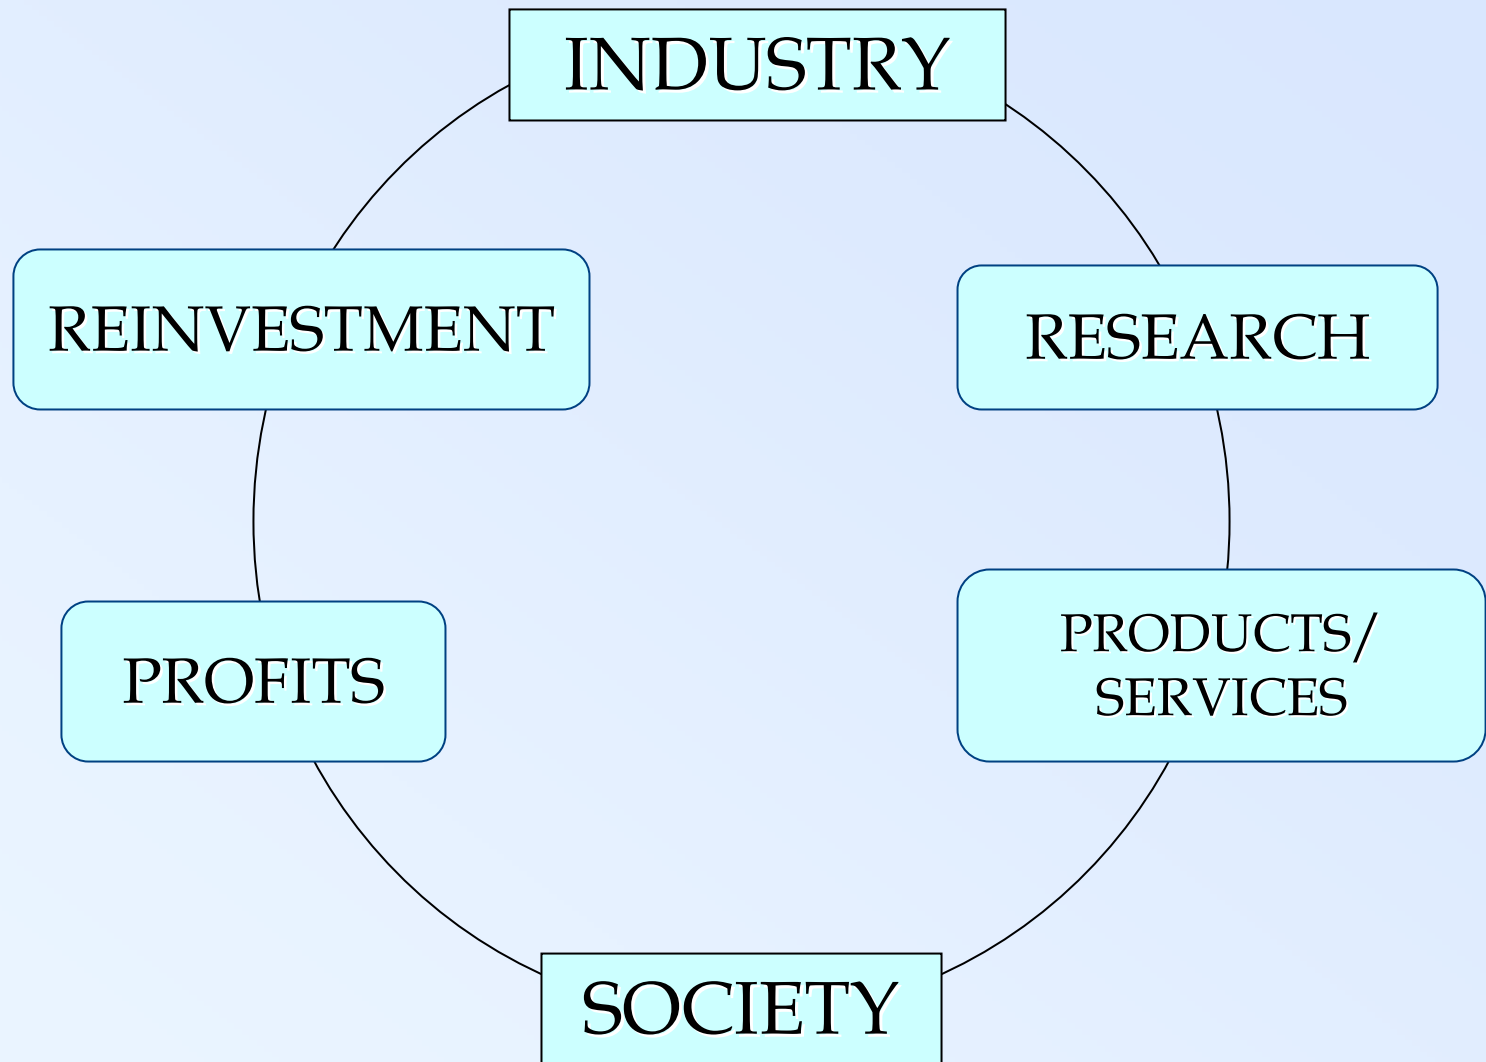 INDUSTRY
REINVESTMENT
RESEARCH
PROFITS
PRODUCTS/
SERVICES
SOCIETY